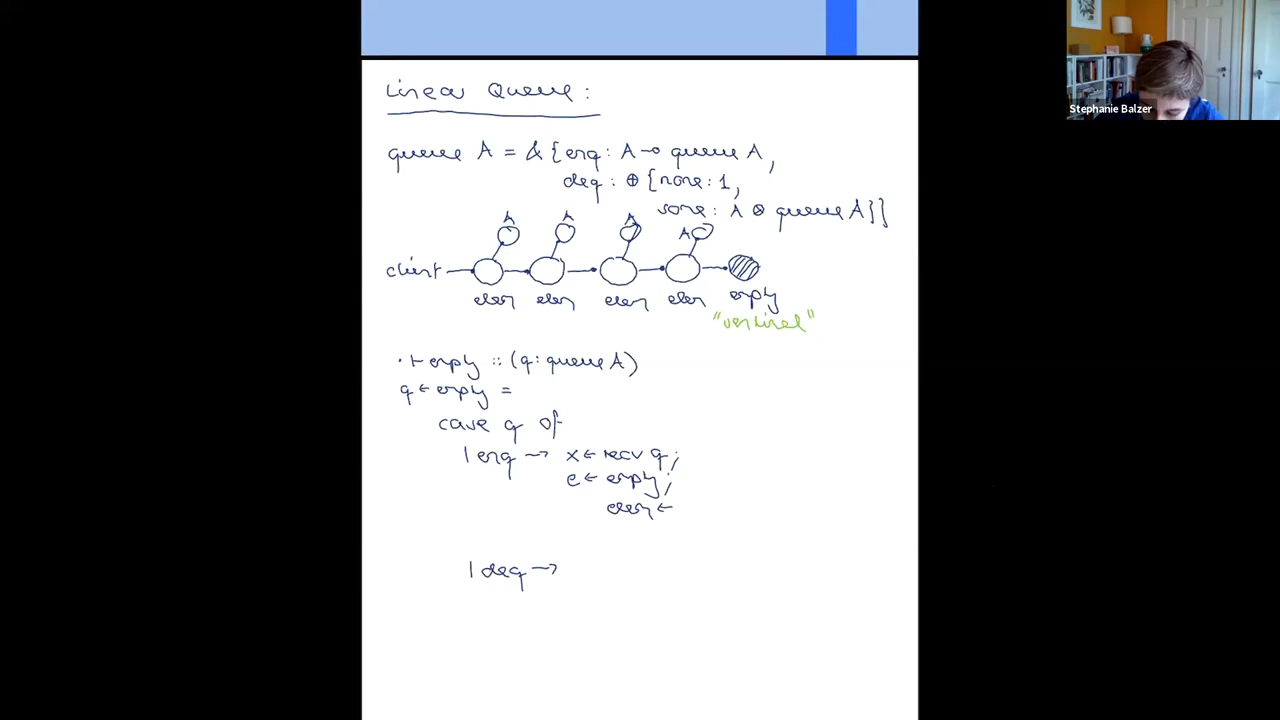 Linear Queue:
queue A = & {enq: A ⊸ queue A,
deq: ⊕ {none: 1,
some: A ⊗ queue A}}
A A A A
client
elem elem elem elem empty
"sentinel"
· ⊢ empty :: (q: queue A)
q ← empty =
case q of
| enq → x ← recv q;
e ← empty;
elem ←
| deq →
Stephanie Balzer